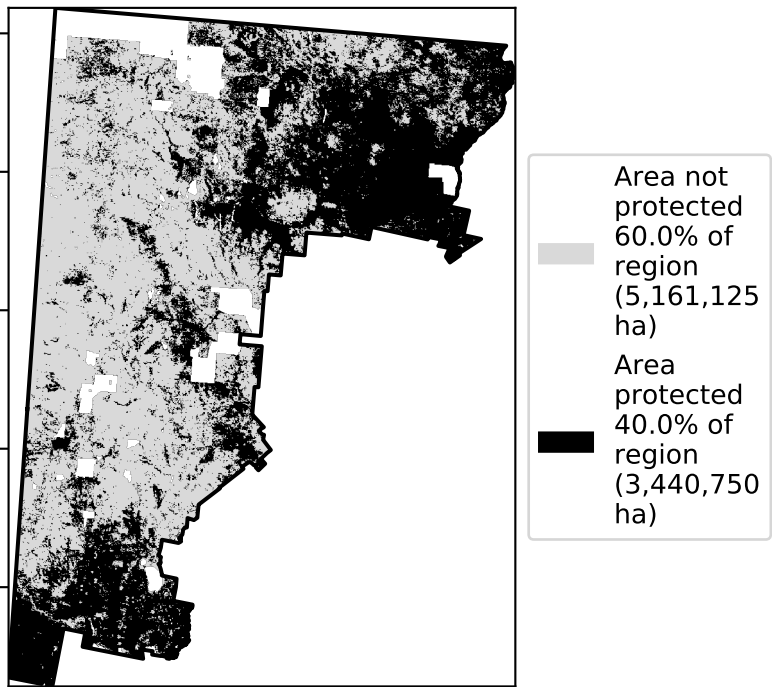 Area not
protected
60.0% of
region
(5,161,125
ha)
Area
protected
40.0% of
region
(3,440,750
ha)